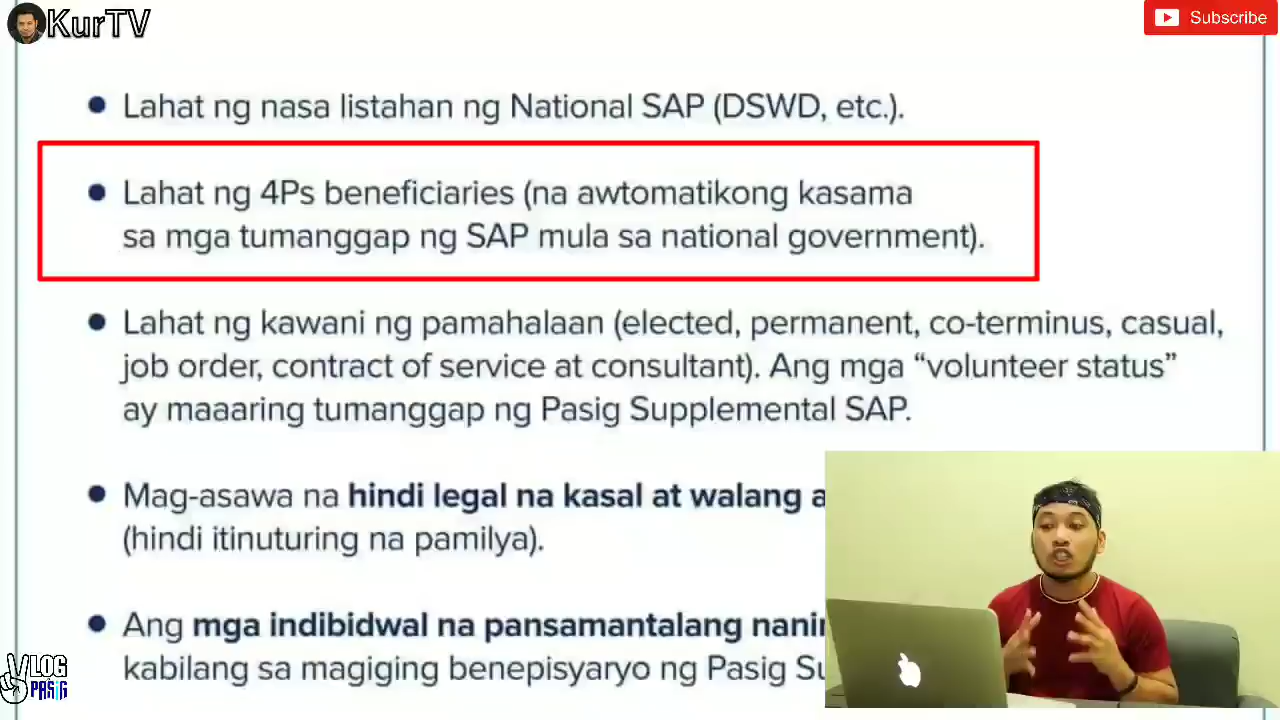 KurTV
Subscribe
Lahat ng nasa listahan ng National SAP (DSWD, etc.).
Lahat ng 4Ps beneficiaries (na awtomatikong kasama
sa mga tumanggap ng SAP mula sa national government).
Lahat ng kawani ng pamahalaan (elected, permanent, co-terminus, casual,
job order, contract of service at consultant). Ang mga “volunteer status”
ay maaaring tumanggap ng Pasig Supplemental SAP.
Mag-asawa na hindi legal na kasal at walang
(hindi itinuturing na pamilya).
Ang mga indibidwal na pansamantalang
kabilang sa magiging benepisyaryo ng Pasig
VLOG
PASIG